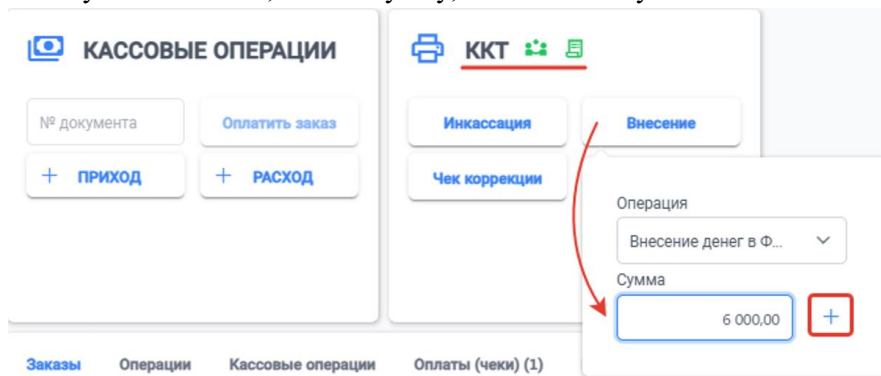 КАССОВЫЕ ОПЕРАЦИИ
№ документа
Оплатить заказ
+ ПРИХОД
+ РАСХОД
ККТ
Инкассация
Внесение
Чек коррекции
Операция
Внесение денег в Ф...
Сумма
6 000,00
+
Заказы
Операции
Кассовые операции
Оплаты (чеки) (1)